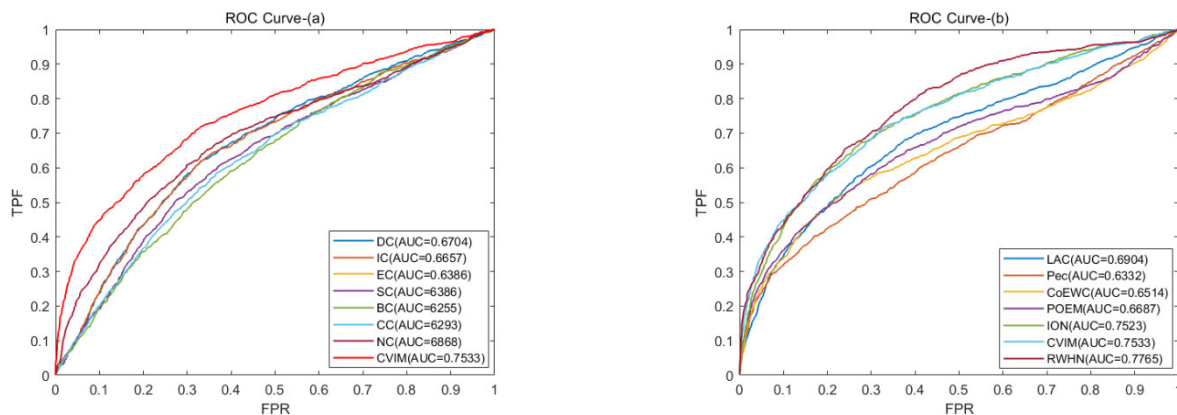 ROC Curve-(a)
1
0.9
0.8
0.7
0.6
0.5
0.4
0.3
0.2
0.1
0
TPF
DC(AUC=0.6704)
IC(AUC=0.6657)
EC(AUC=0.6386)
SC(AUC=6386)
BC(AUC=6255)
CC(AUC=6293)
NC(AUC=6868)
CVIM(AUC=0.7533)
0 0.1 0.2 0.3 0.4 0.5 0.6 0.7 0.8 0.9 1
FPR
ROC Curve-(b)
1
0.9
0.8
0.7
0.6
0.5
0.4
0.3
0.2
0.1
0
TPF
LAC(AUC=0.6904)
Pec(AUC=0.6332)
CoEWC(AUC=0.6514)
POEM(AUC=0.6687)
ION(AUC=0.7523)
CVIM(AUC=0.7533)
RWHN(AUC=0.7765)
0 0.1 0.2 0.3 0.4 0.5 0.6 0.7 0.8 0.9 1
FPR